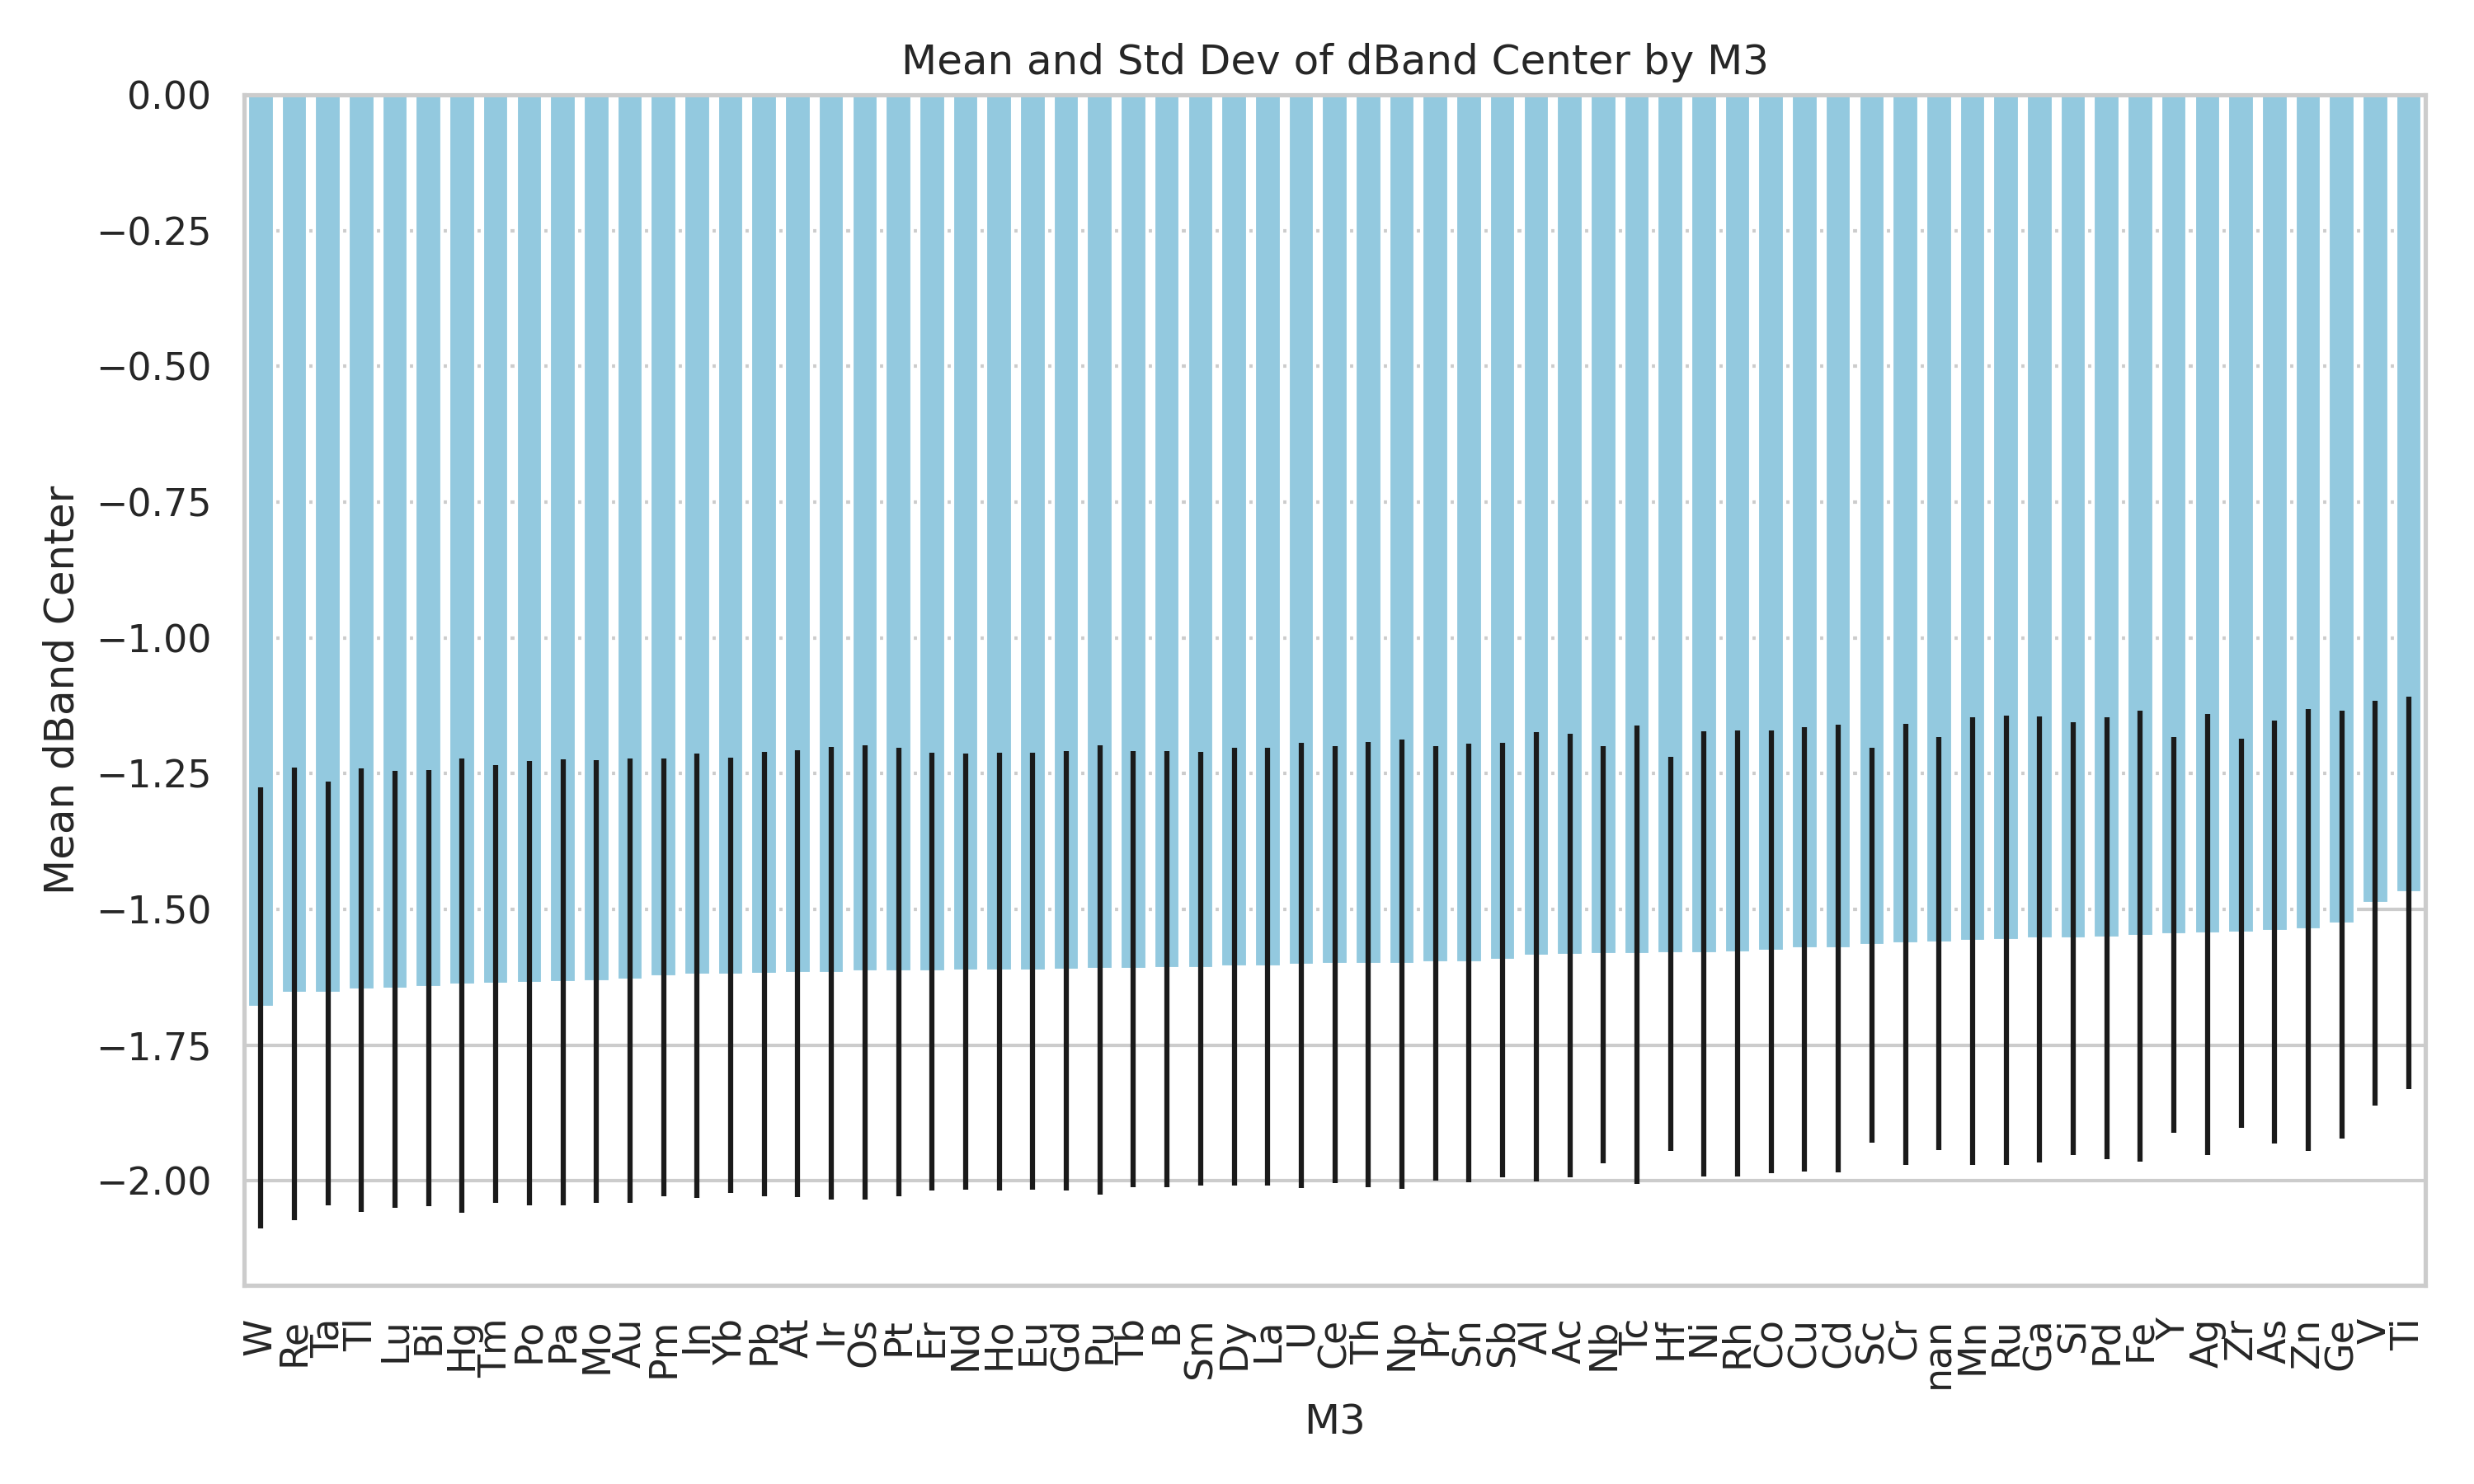 Mean and Std Dev of dBand Center by M3
0.00
−0.25
−0.50
−0.75
−1.00
−1.25
−1.50
−1.75
−2.00
Mean dBand Center
W Re Ta Tl Lu Bi Hg Tm Po Pa Mo Au Pm In Yb Pb At Ir Os Pt Er Nd Ho Eu Gd Pu Tb B Sm Dy La U Ce Th Np Pr Sn Sb Al Ac Nb Tc Hf Ni Rh Co Cu Cd Sc Cr nan Mn Ru Ga Si Pd Fe Y Ag Zr As Zn Ge V Ti
M3